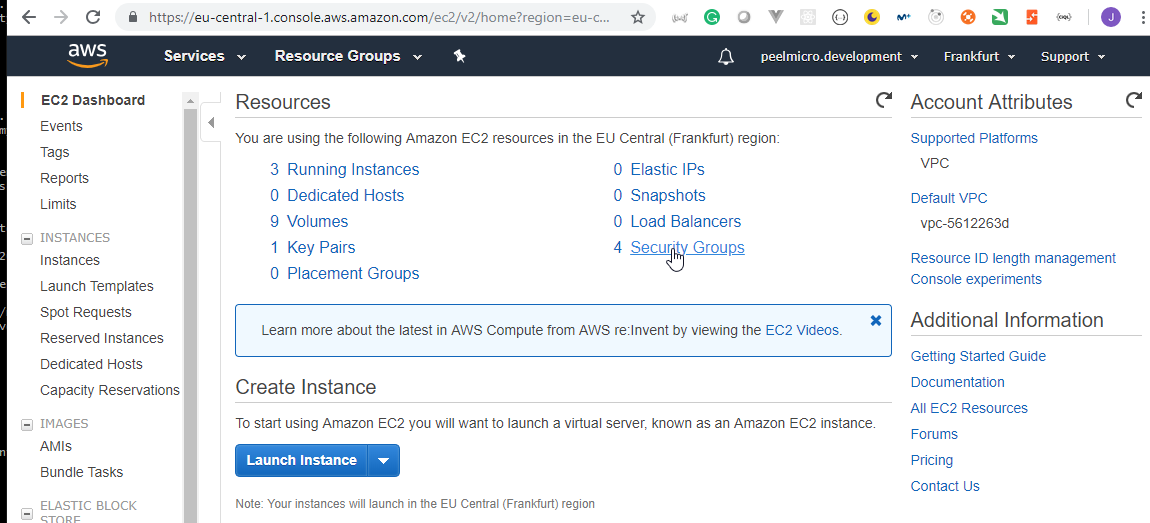 https://eu-central-1.console.aws.amazon.com/ec2/v2/home?region=eu-c...
J
aws
Services
Resource Groups
peelmicro.development
Frankfurt
Support
EC2 Dashboard
Events
Tags
Reports
Limits
INSTANCES
Instances
Launch Templates
Spot Requests
Reserved Instances
Dedicated Hosts
Capacity Reservations
IMAGES
AMIs
Bundle Tasks
ELASTIC BLOCK
STORE
Resources
You are using the following Amazon EC2 resources in the EU Central (Frankfurt) region:
3 Running Instances
0 Elastic IPs
0 Dedicated Hosts
0 Snapshots
9 Volumes
0 Load Balancers
1 Key Pairs
4 Security Groups
0 Placement Groups
Learn more about the latest in AWS Compute from AWS re:Invent by viewing the EC2 Videos.
Create Instance
To start using Amazon EC2 you will want to launch a virtual server, known as an Amazon EC2 instance.
Launch Instance
Note: Your instances will launch in the EU Central (Frankfurt) region
Account Attributes
Supported Platforms
VPC
Default VPC
vpc-5612263d
Resource ID length management
Console experiments
Additional Information
Getting Started Guide
Documentation
All EC2 Resources
Forums
Pricing
Contact Us